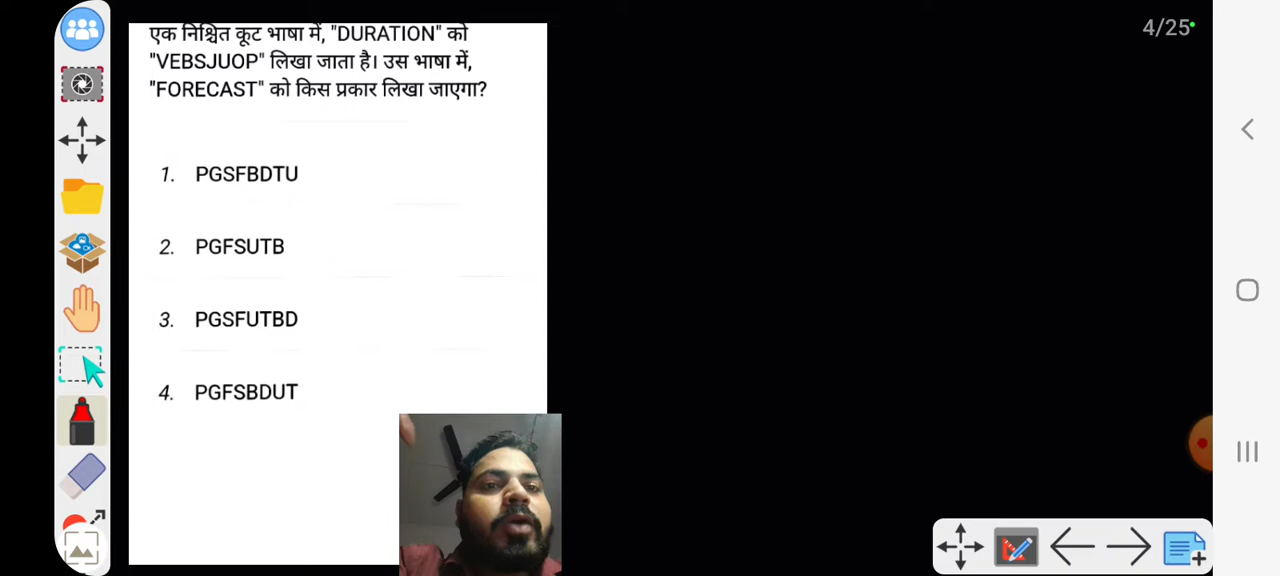 4/25
एक निश्चित कूट भाषा में, "DURATION" को
"VEBSJUOP" लिखा जाता है। उस भाषा में,
"FORECAST" को किस प्रकार लिखा जाएगा?
1. PGSFBDTU
2. PGFSUTB
3. PGSFUTBD
4. PGFSBDUT